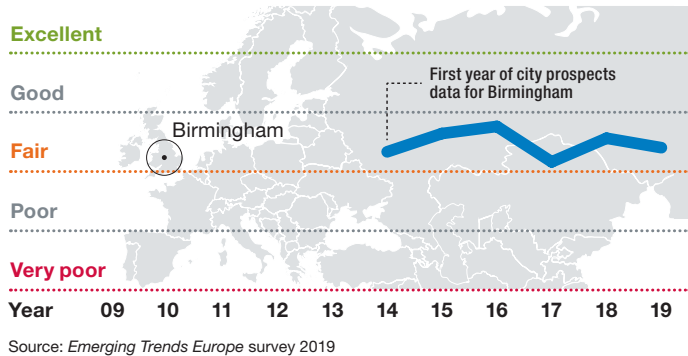 Excellent
First year of city prospects
data for Birmingham
Good
Birmingham
Fair
Poor
Very poor
Year 09 10 11 12 13 14 15 16 17 18 19
Source: Emerging Trends Europe survey 2019